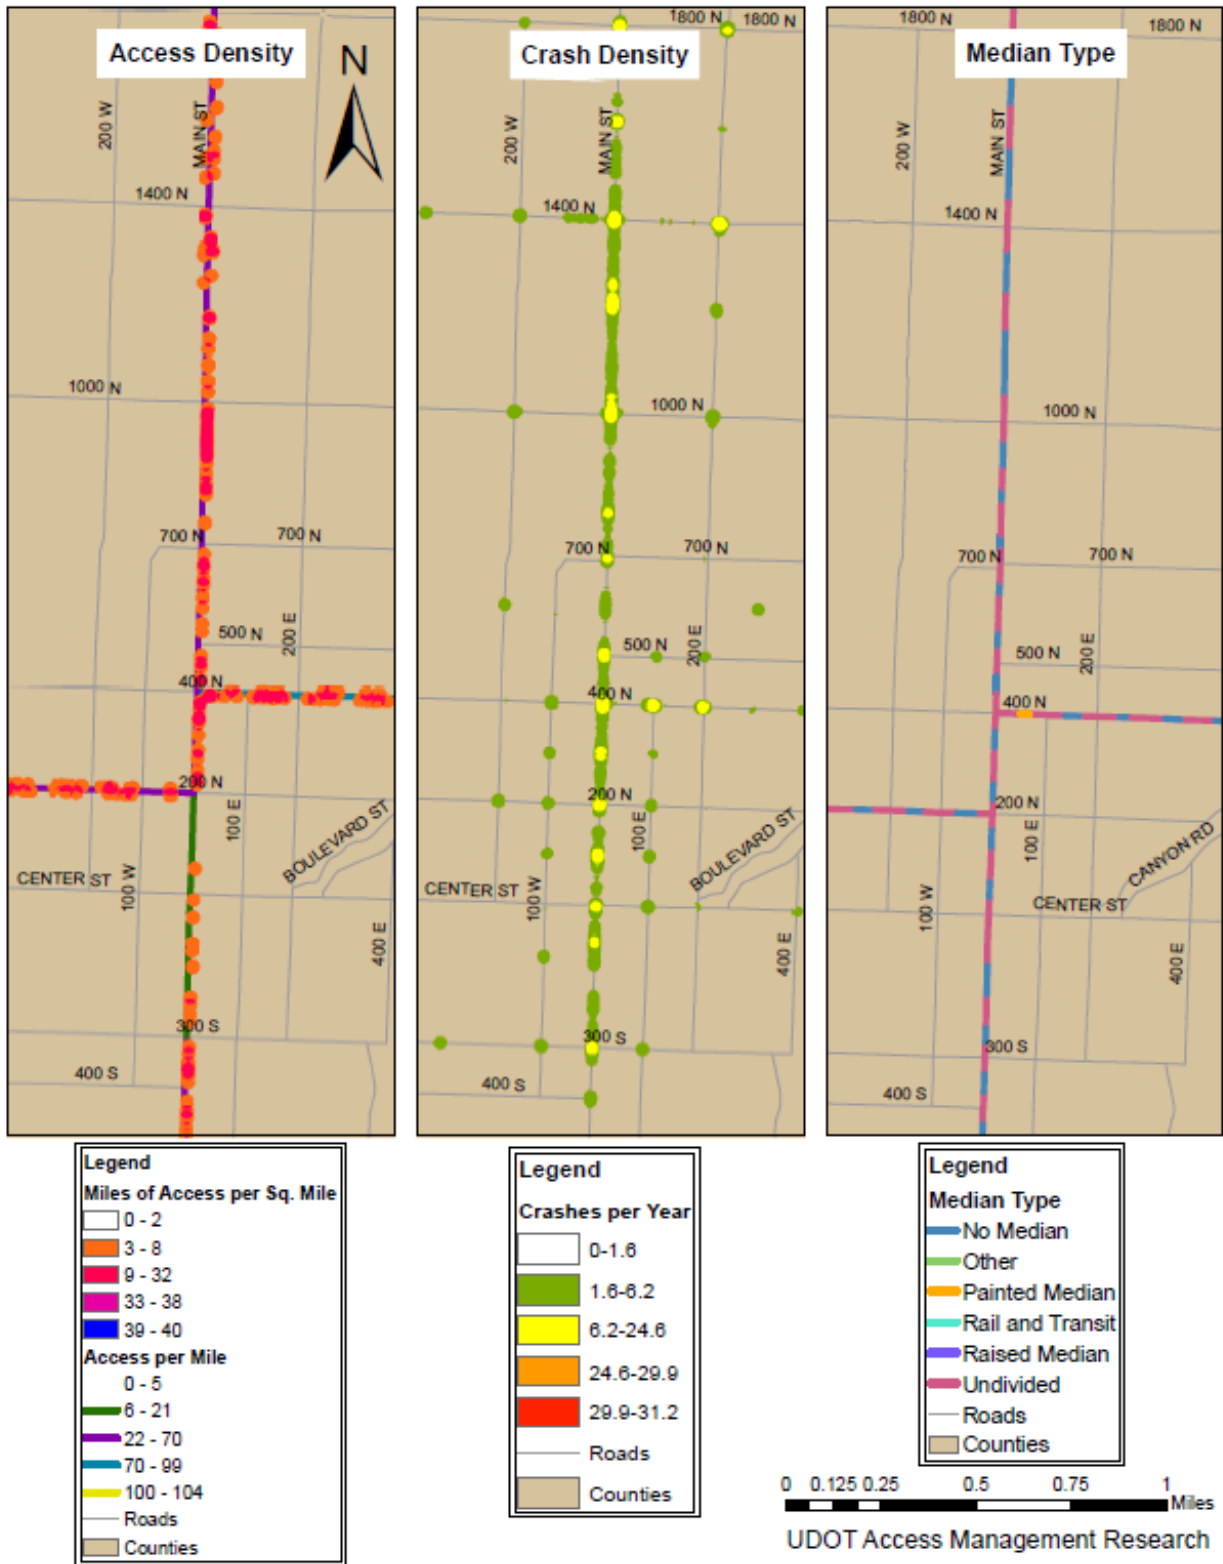 Access Density
N
200 W
MAIN ST
1400 N
1000 N
700 N
700 N
500 N
200 E
400 N
200 N
100 E
BOULEVARD ST
CENTER ST
100 W
400 E
300 S
400 S
Crash Density
1800 N
1800 N
200 W
MAIN ST
1400 N
1000 N
700 N
700 N
500 N
200 E
400 N
200 N
100 E
BOULEVARD ST
CENTER ST
100 W
400 E
300 S
400 S
Median Type
1800 N
1800 N
200 W
MAIN ST
1400 N
1000 N
700 N
700 N
500 N
200 E
400 N
200 N
100 E
CANYON RD
CENTER ST
100 W
400 E
300 S
400 S
Legend
Miles of Access per Sq. Mile
0 - 2
3 - 8
9 - 32
33 - 38
39 - 40
Access per Mile
0 - 5
6 - 21
22 - 70
70 - 99
100 - 104
Roads
Counties
Legend
Crashes per Year
0-1.6
1.6-6.2
6.2-24.6
24.6-29.9
29.9-31.2
Roads
Counties
Legend
Median Type
No Median
Other
Painted Median
Rail and Transit
Raised Median
Undivided
Roads
Counties
0 0.125 0.25 0.5 0.75 1
Miles
UDOT Access Management Research